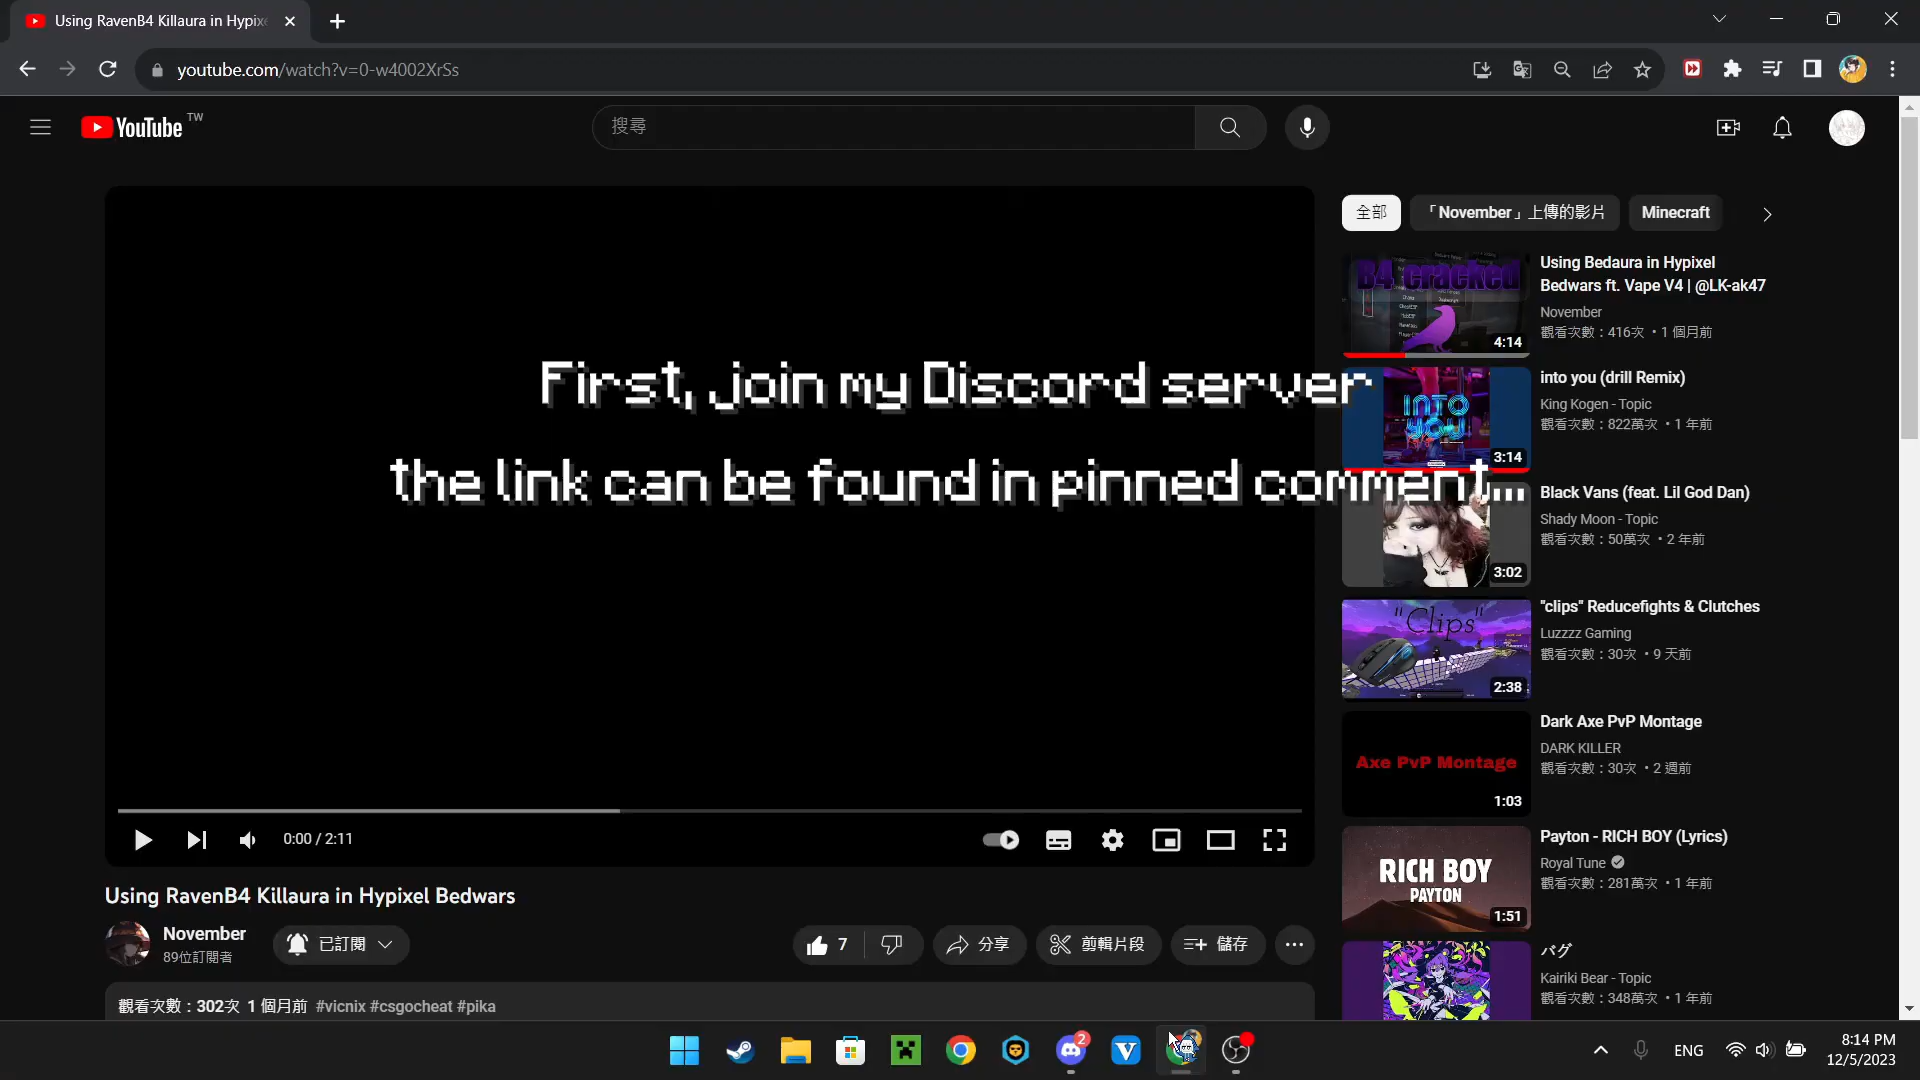 Using RavenB4 Killaura in Hypixe
youtube.com/watch?v=0-w4002XrSs
YouTube TW
搜尋
全部
「November」上傳的影片
Minecraft
First, join my Discord server
the link can be found in pinned comment...
B4 cracked
4:14
Using Bedaura in Hypixel
Bedwars ft. Vape V4 | @LK-ak47
November
觀看次數：416次 • 1 個月前
INTO
YOU
3:14
into you (drill Remix)
King Kogen - Topic
觀看次數：822萬次 • 1 年前
3:02
Black Vans (feat. Lil God Dan)
Shady Moon - Topic
觀看次數：50萬次 • 2 年前
"Clips"
2:38
"clips" Reducefights & Clutches
Luzzzz Gaming
觀看次數：30次 • 9 天前
Axe PvP Montage
1:03
Dark Axe PvP Montage
DARK KILLER
觀看次數：30次 • 2 週前
RICH BOY
PAYTON
1:51
Payton - RICH BOY (Lyrics)
Royal Tune
觀看次數：281萬次 • 1 年前
バグ
Kairiki Bear - Topic
觀看次數：348萬次 • 1 年前
0:00 / 2:11
Using RavenB4 Killaura in Hypixel Bedwars
November
89位訂閱者
已訂閱
7
分享
剪輯片段
儲存
觀看次數：302次 1 個月前 #vicnix #csgocheat #pika
2
ENG
8:14 PM
12/5/2023